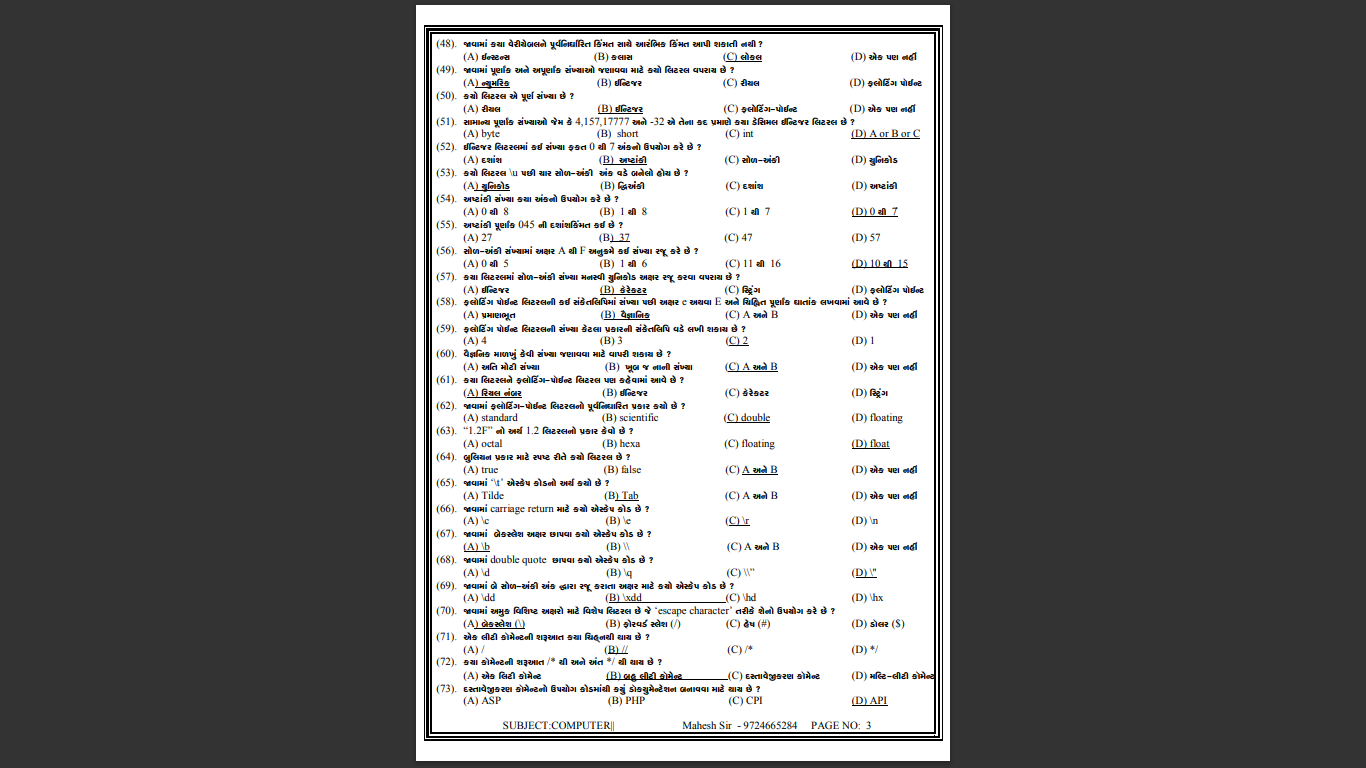 (48). જાવામાં કયા વેરીયેબલને પૂર્વનિર્ધારિત કિંમત સાથે આરંભિક કિંમત આપી શકાતી નથી ?
(A) ઈન્સ્ટન્સ (B) કલાસ (C) લોકલ (D) એક પણ નહીં
(49). જાવામાં પૂર્ણાંક અને અપૂર્ણાંક સંખ્યાઓ જણાવવા માટે કયો લિટરલ વપરાય છે ?
(A) ન્યુમરિક (B) ઈન્ટિજર (C) રીયલ (D) ફલોટિંગ પોઈન્ટ
(50). કયો લિટરલ એ પૂર્ણ સંખ્યા છે ?
(A) રીયલ (B) ઈન્ટિજર (C) ફલોટિંગ-પોઈન્ટ (D) એક પણ નહીં
(51). સામાન્ય પૂર્ણાંક સંખ્યાઓ જેમ કે 4,157,17777 અને -32 એ તેના કદ પ્રમાણે કયા ડેસિમલ ઈન્ટિજર લિટરલ છે ?
(A) byte (B) short (C) int (D) A or B or C
(52). ઈન્ટિજર લિટરલમાં કઈ સંખ્યા ફકત 0 થી 7 અંકનો ઉપયોગ કરે છે ?
(A) દશાંશ (B) અષ્ટાંકી (C) સોળ-અંકી (D) યુનિકોડ
(53). કયો લિટરલ \u પછી ચાર સોળ-અંકી અંક વડે બનેલો હોય છે ?
(A) યુનિકોડ (B) દ્વિઅંકી (C) દશાંશ (D) અષ્ટાંકી
(54). અષ્ટાંકી સંખ્યા કયા અંકનો ઉપયોગ કરે છે ?
(A) 0 થી 8 (B) 1 થી 8 (C) 1 થી 7 (D) 0 થી 7
(55). અષ્ટાંકી પૂર્ણાંક 045 ની દશાંશકિંમત કઈ છે ?
(A) 27 (B) 37 (C) 47 (D) 57
(56). સોળ-અંકી સંખ્યામાં અક્ષર A થી F અનુક્રમે કઈ સંખ્યા રજૂ કરે છે ?
(A) 0 થી 5 (B) 1 થી 6 (C) 11 થી 16 (D) 10 થી 15
(57). કયા લિટરલમાં સોળ-અંકી સંખ્યા મનસ્વી યુનિકોડ અક્ષર રજૂ કરવા વપરાય છે ?
(A) ઈન્ટિજર (B) કેરેકટર (C) સ્ટ્રિંગ (D) ફલોટિંગ પોઈન્ટ
(58). ફલોટિંગ પોઈન્ટ લિટરલની કઈ સંકેતલિપિમાં સંખ્યા પછી અક્ષર e અથવા E અને ચિહ્નિત પૂર્ણાંક ઘાતાંક લખવામાં આવે છે ?
(A) પ્રમાણભૂત (B) વૈજ્ઞાનિક (C) A અને B (D) એક પણ નહીં
(59). ફલોટિંગ પોઈન્ટ લિટરલની સંખ્યા કેટલા પ્રકારની સંકેતલિપિ વડે લખી શકાય છે ?
(A) 4 (B) 3 (C) 2 (D) 1
(60). વૈજ્ઞનિક માળખું કેવી સંખ્યા જણાવવા માટે વાપરી શકાય છે ?
(A) અતિ મોટી સંખ્યા (B) ખૂબ જ નાની સંખ્યા (C) A અને B (D) એક પણ નહીં
(61). કયા લિટરલને ફલોટિંગ-પોઈન્ટ લિટરલ પણ કહેવામાં આવે છે ?
(A) રિયલ નંબર (B) ઈન્ટિજર (C) કેરેકટર (D) સ્ટ્રિંગ
(62). જાવામાં ફલોટિંગ-પોઈન્ટ લિટરલનો પૂર્વનિધારિત પ્રકાર કયો છે ?
(A) standard (B) scientific (C) double (D) floating
(63). “1.2F” નો અર્થ 1.2 લિટરલનો પ્રકાર કેવો છે ?
(A) octal (B) hexa (C) floating (D) float
(64). બુલિયન પ્રકાર માટે સ્પષ્ટ રીતે કયો લિટરલ છે ?
(A) true (B) false (C) A અને B (D) એક પણ નહીં
(65). જાવામાં ‘\t’ એસ્કેપ કોડનો અર્થ કયો છે ?
(A) Tilde (B) Tab (C) A અને B (D) એક પણ નહીં
(66). જાવામાં carriage return માટે કયો એસ્કેપ કોડ છે ?
(A) \c (B) \e (C) \r (D) \n
(67). જાવામાં બેકસ્લેશ અક્ષર છાપવા કયો એસ્કેપ કોડ છે ?
(A) \b (B) \\ (C) A અને B (D) એક પણ નહીં
(68). જાવામાં double quote છાપવા કયો એસ્કેપ કોડ છે ?
(A) \d (B) \q (C) \\” (D) \"
(69). જાવામાં બે સોળ-અંકી અંક દ્વારા રજૂ કરાતા અક્ષર માટે કયો એસ્કેપ કોડ છે ?
(A) \dd (B) \xdd (C) \hd (D) \hx
(70). જાવામાં અમુક વિશિષ્ટ અક્ષરો માટે વિશેષ લિટરલ છે જે ‘escape character’ તરીકે શેનો ઉપયોગ કરે છે ?
(A) બેકસ્લેશ (\) (B) ફોરવર્ડ સ્લેશ (/) (C) હેષ (#) (D) ડોલર ($)
(71). એક લીટી કોમેન્ટની શરૂઆત કયા ચિહ્નથી થાય છે ?
(A) / (B) // (C) /* (D) */
(72). કયા કોમેન્ટની શરૂઆત /* થી અને અંત */ થી થાય છે ?
(A) એક લિટી કોમેન્ટ (B) બહુ લીટી કોમેન્ટ (C) દસ્તાવેજીકરણ કોમેન્ટ (D) મલ્ટિ-લીટી કોમેન્ટ
(73). દસ્તાવેજીકરણ કોમેન્ટનો ઉપયોગ કોડમાંથી કયું ડૉકયુમેન્ટેશન બનાવવા માટે થાય છે ?
(A) ASP (B) PHP (C) CPI (D) API
SUBJECT:COMPUTER|| Mahesh Sir - 9724665284 PAGE NO: 3